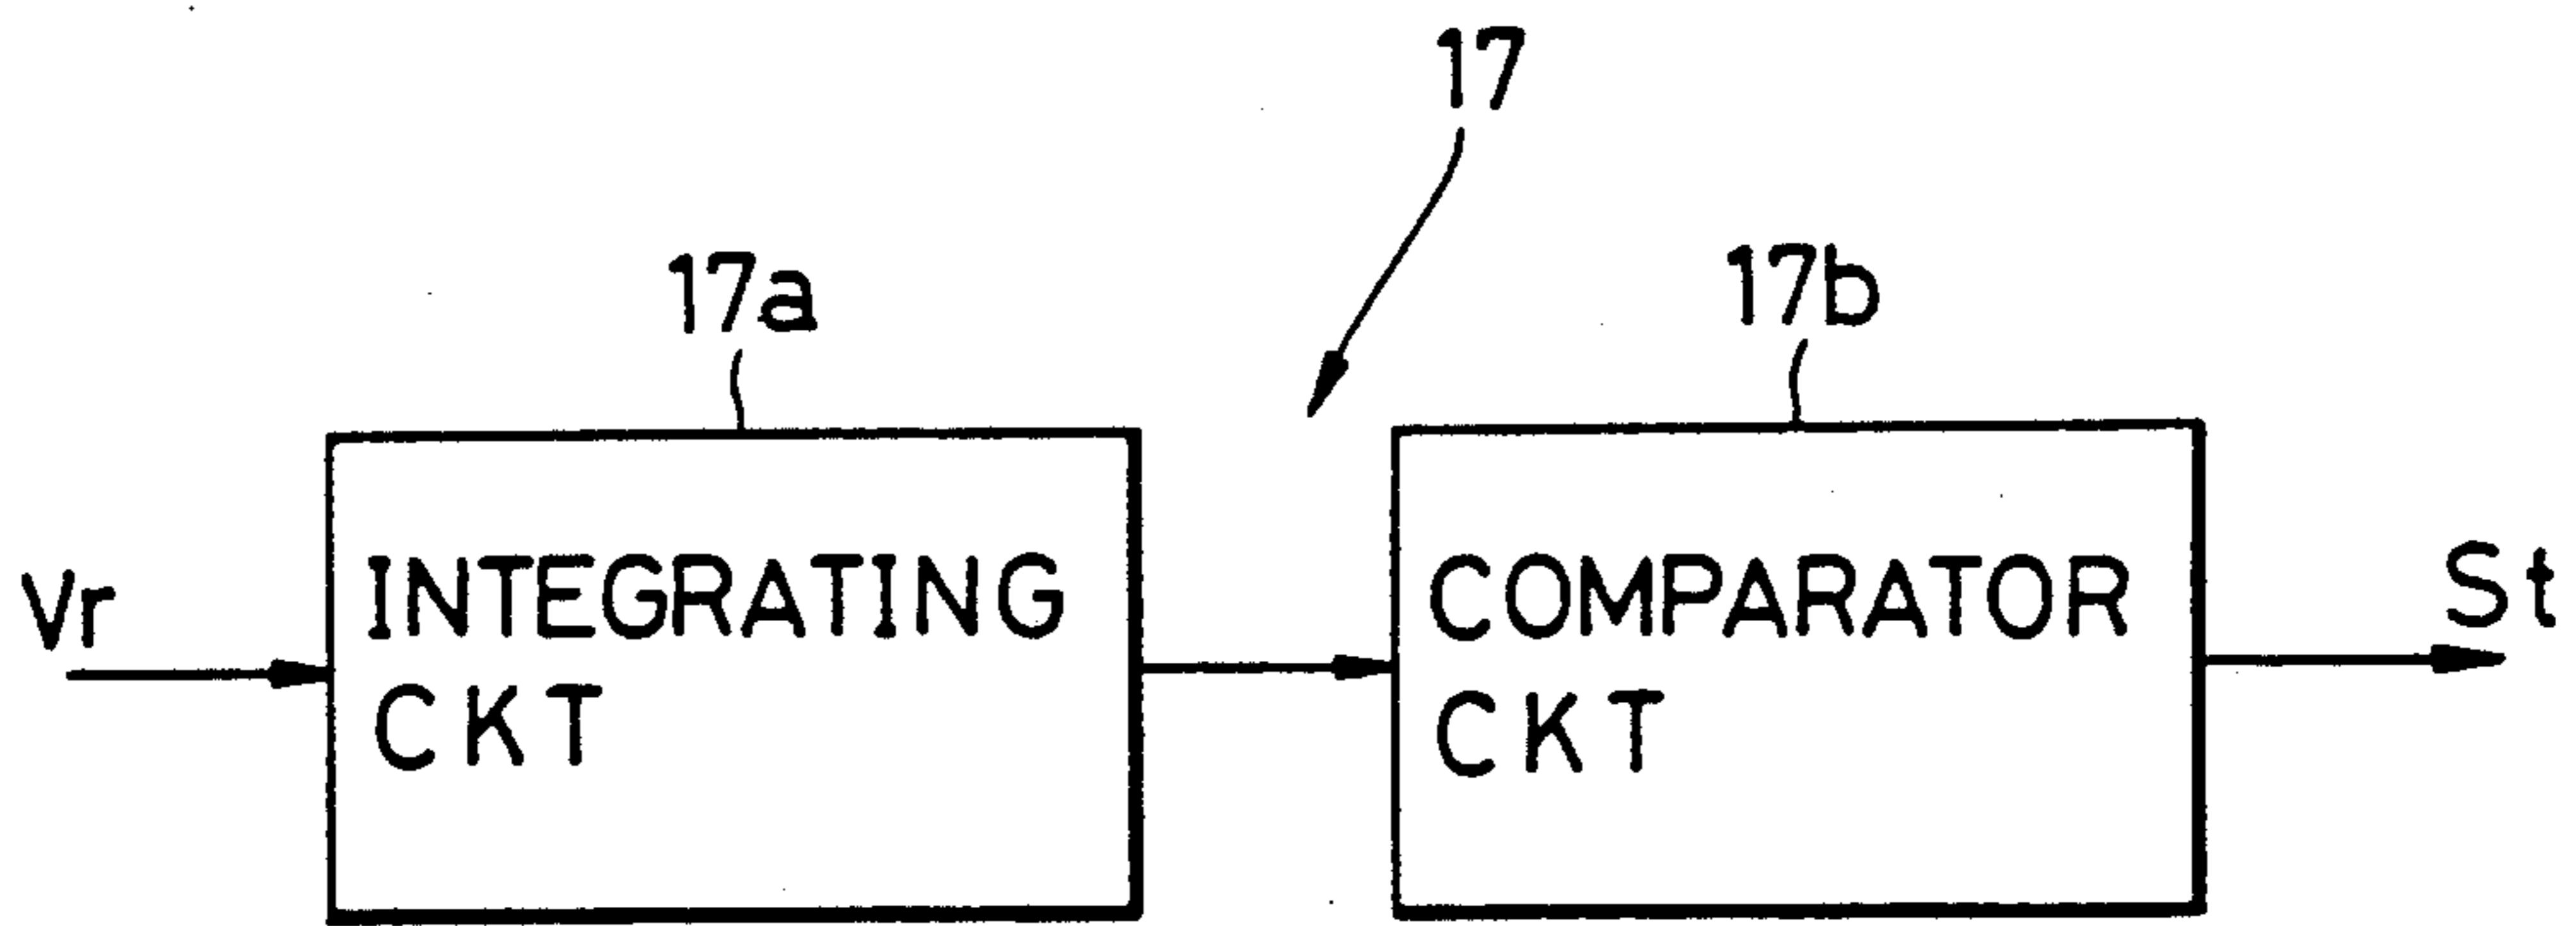 17
17a
17b
Vr
INTEGRATING
CKT
COMPARATOR
CKT
St